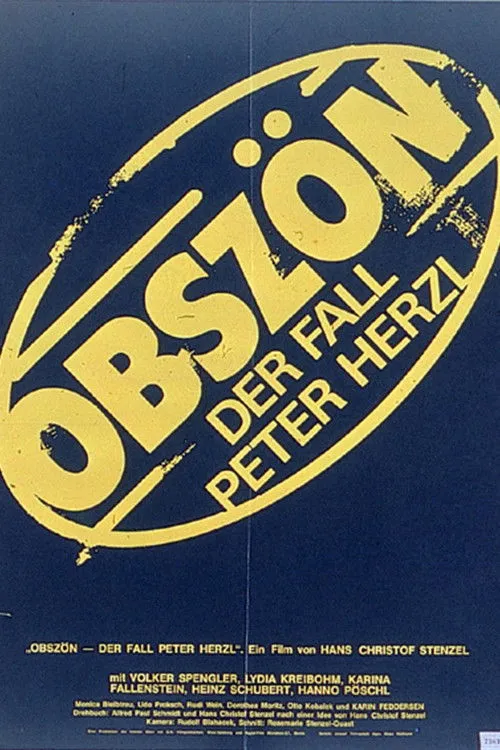 OBSZÖN
DER FALL
PETER HERZL
„OBSZÖN — DER FALL PETER HERZL“. Ein Film von HANS CHRISTOF STENZEL
mit VOLKER SPENGLER, LYDIA KREIBOHM, KARINA
FALLENSTEIN, HEINZ SCHUBERT, HANNO PÖSCHL
Monica Bleibtreu, Udo Proksch, Rudi Wein, Dorothea Moritz, Otto Kobalek und KARIN FEDDERSEN
Drehbuch: Alfred Paul Schmidt und Hans Christof Stenzel nach einer Idee von Hans Christof Stenzel
Kamera: Rudolf Blahacek, Schnitt: Rosemarie Stenzel-Quast